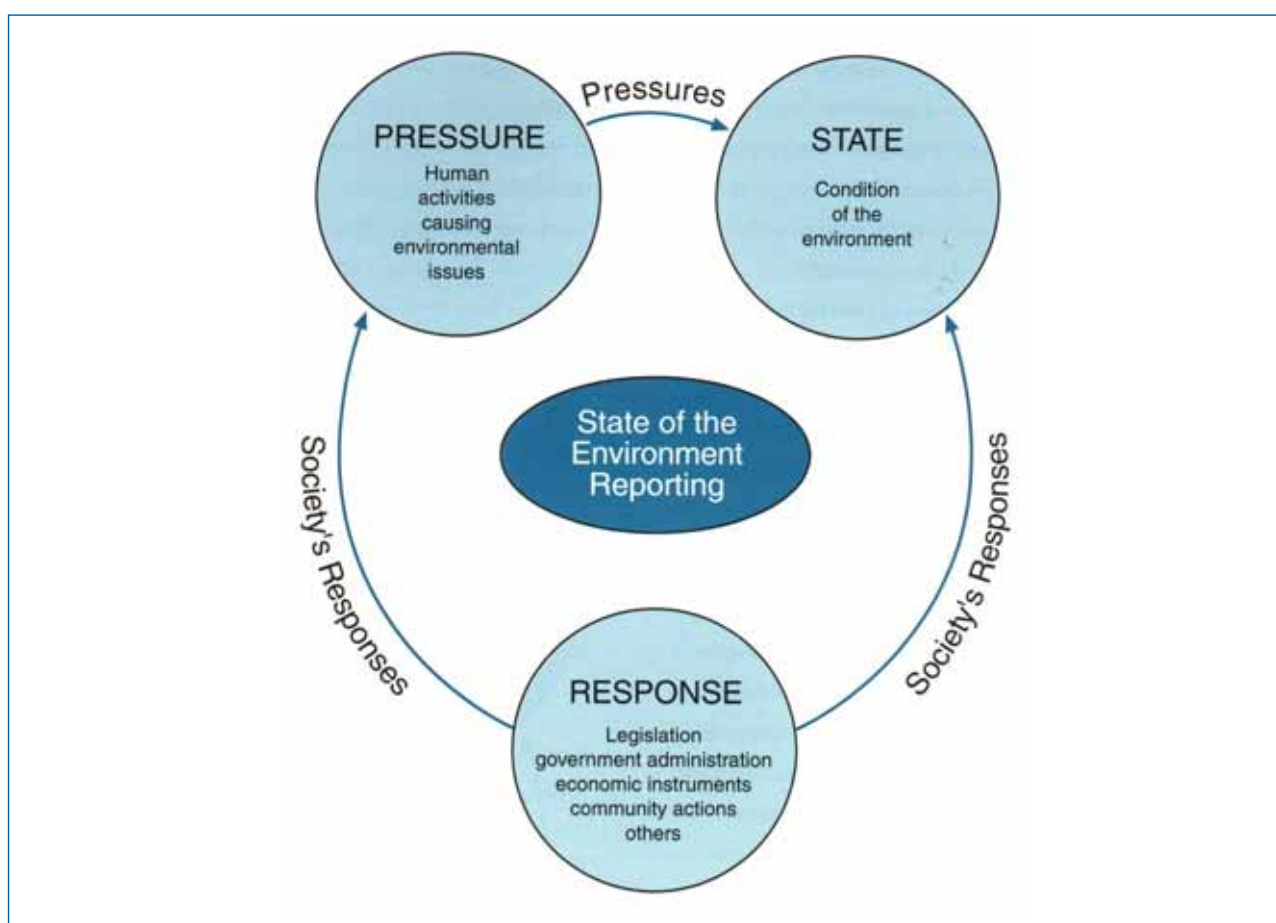 Pressures
PRESSURE
Human
activities
causing
environmental
issues
STATE
Condition
of the
environment
State of the
Environment
Reporting
Society's Responses
Society's Responses
RESPONSE
Legislation
government administration
economic instruments
community actions
others